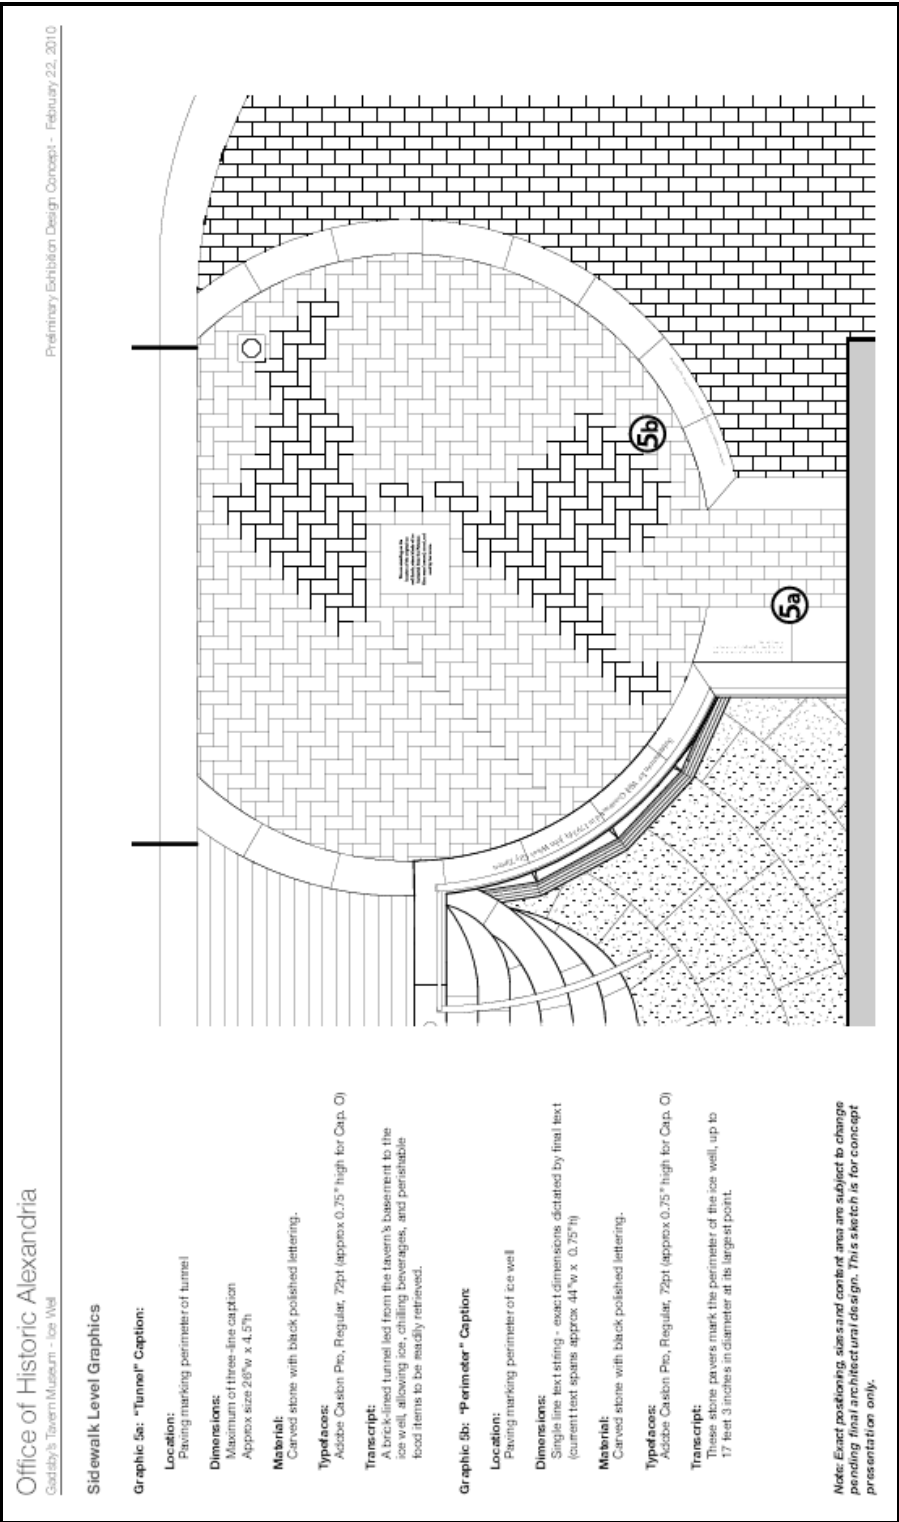 Office of Historic Alexandria
Gadsby's Tavern Museum - Ice Well
Preliminary Exhibition Design Concept - February 22, 2010
Sidewalk Level Graphics
Graphic 5a: "Tunnel" Caption:
Location:
Paving marking perimeter of tunnel
Dimensions:
Maximum of three-line caption
Approx size 26"w x 4.5"h
Material:
Carved stone with black polished lettering.
Typefaces:
Adobe Caslon Pro, Regular, 72pt (approx 0.75" high for Cap. O)
Transcript:
A brick-lined tunnel led from the tavern's basement to the
ice well, allowing ice, chilling beverages, and perishable
food items to be readily retrieved.
Graphic 5b: "Perimeter" Caption:
Location:
Paving marking perimeter of ice well
Dimensions:
Single line text string - exact dimensions dictated by final text
(current text spans approx 44"w x 0.75"h)
Material:
Carved stone with black polished lettering.
Typefaces:
Adobe Caslon Pro, Regular, 72pt (approx 0.75" high for Cap. O)
Transcript:
These stone pavers mark the perimeter of the ice well, up to
17 feet 3 inches in diameter at its largest point.
Note: Exact positioning, sizes and content area are subject to change
pending final architectural design. This sketch is for concept
presentation only.
5b
5a